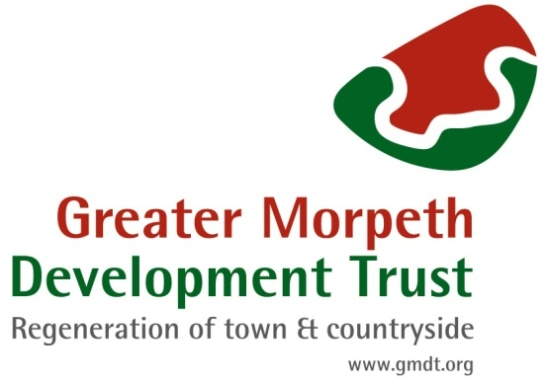 Greater Morpeth
Development Trust
Regeneration of town & countryside
www.gmdt.org